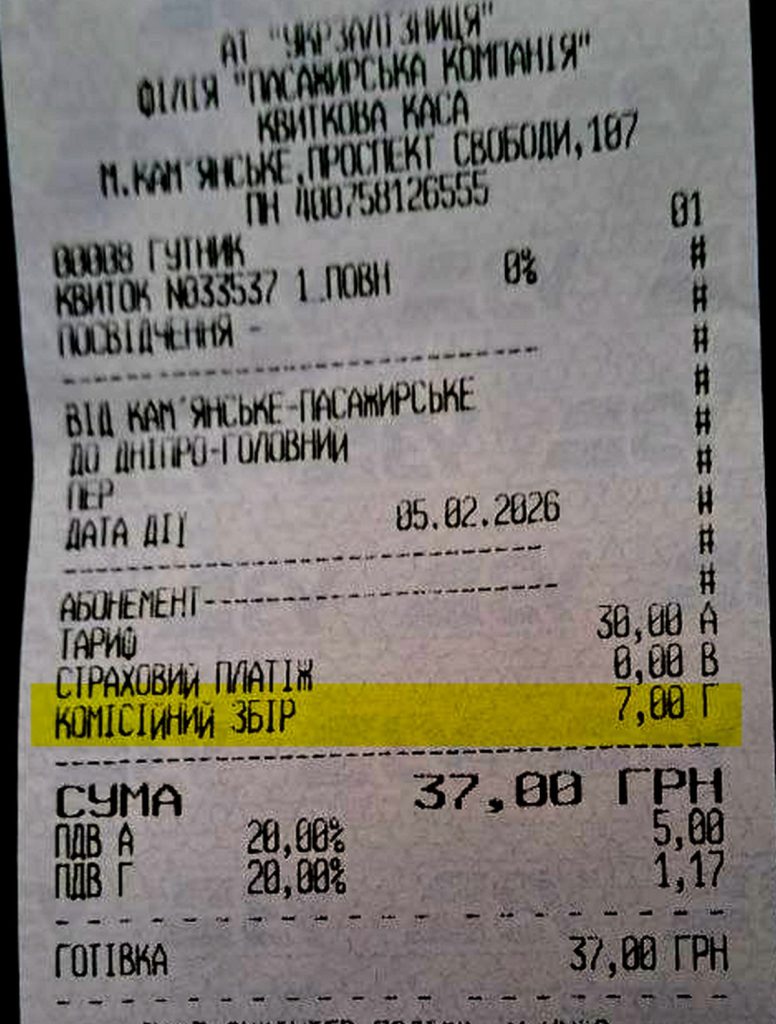 АТ "УКРЗАЛІЗНИЦЯ"
ФІЛІЯ "ПАСАЖИРСЬКА КОМПАНІЯ"
КВИТКОВА КАСА
М.КАМ'ЯНСЬКЕ,ПРОСПЕКТ СВОБОДИ,107
ПН 400758126555
01
00008 ГУТНИК #
КВИТОК N033537 1 ПОВН 0% #
ПОСВІДЧЕННЯ - #
--------------------------------
ВІД КАМ'ЯНСЬКЕ-ПАСАЖИРСЬКЕ #
ДО ДНІПРО-ГОЛОВНИЙ #
ПЕР #
ДАТА ДІЇ 05.02.2026 #
--------------------------------
АБОНЕМЕНТ-------------------------- #
ТАРИФ 30,00 А
СТРАХОВИЙ ПЛАТІЖ 0,00 В
КОМІСІЙНИЙ ЗБІР 7,00 Г
--------------------------------
СУМА 37,00 ГРН
ПДВ А 20,00% 5,00
ПДВ Г 20,00% 1,17
- - - - - - - - - - - - - - - -
ГОТІВКА 37,00 ГРН
- - - - - - - - - - - - - - - -